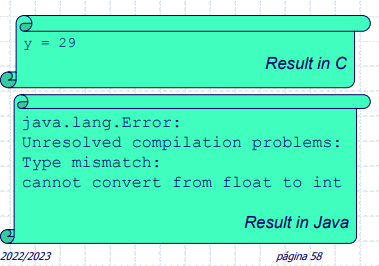 y = 29
Result in C
java.lang.Error:
Unresolved compilation problems:
Type mismatch:
cannot convert from float to int
Result in Java
2022/2023 página 58